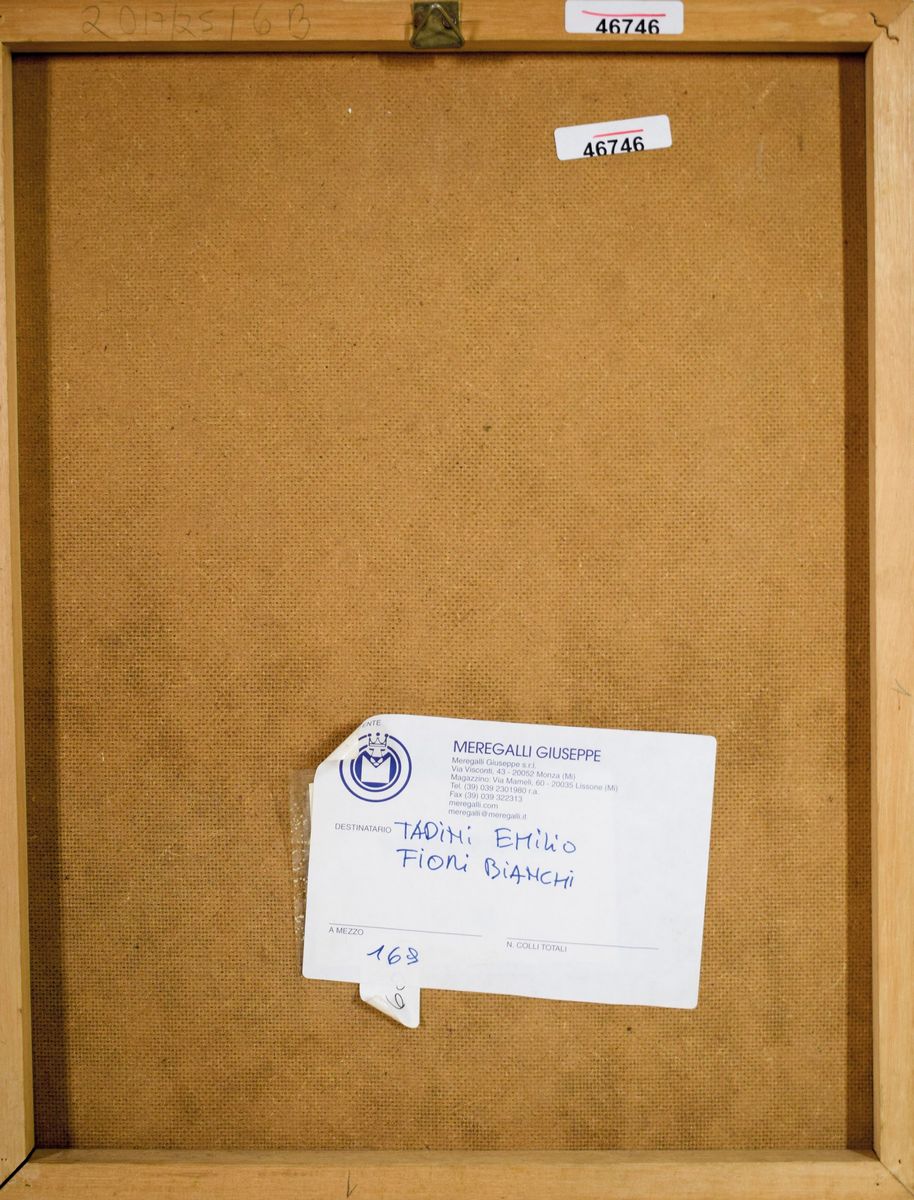 2017/25/6B
46746
46746
ENTE
MEREGALLI GIUSEPPE
Meregalli Giuseppe s.r.l.
Via Visconti, 43 - 20052 Monza (Mi)
Magazzino: Via Mameli, 60 - 20035 Lissone (Mi)
Tel. (39) 039 2301980 r.a.
Fax (39) 039 322313
meregalli.com
meregalli@meregalli.it
DESTINATARIO TADINI EMILIO
FIORI BIANCHI
A MEZZO
N. COLLI TOTALI
168